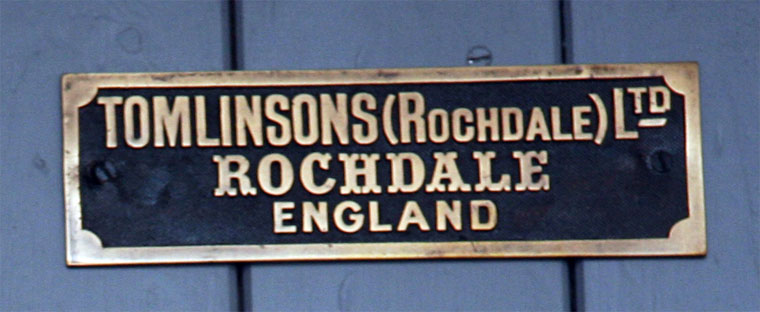 TOMLINSONS (ROCHDALE) LTD
ROCHDALE
ENGLAND